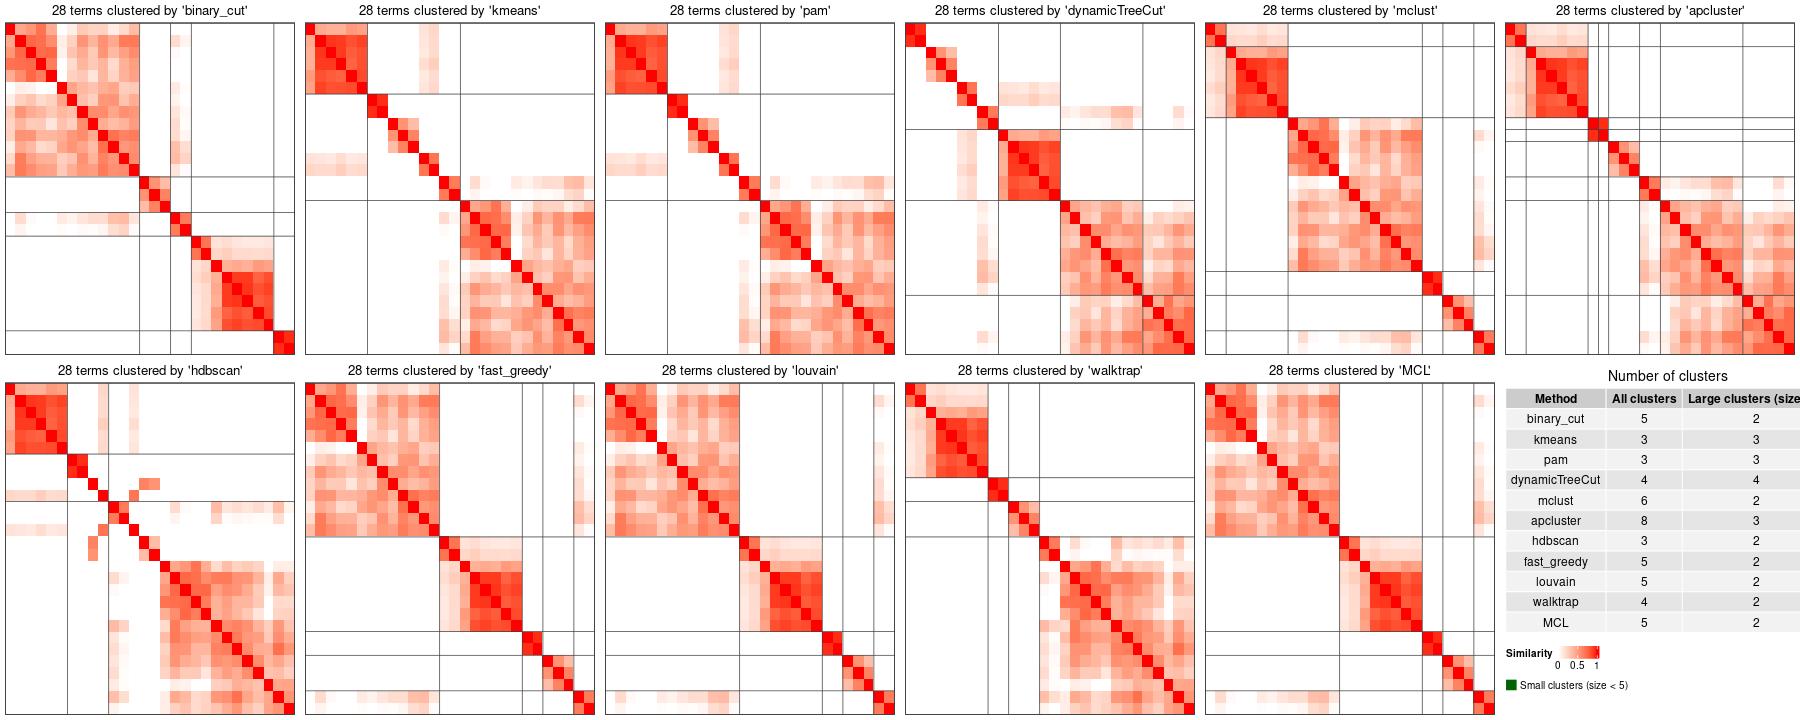 28 terms clustered by 'binary_cut'
28 terms clustered by 'kmeans'
28 terms clustered by 'pam'
28 terms clustered by 'dynamicTreeCut'
28 terms clustered by 'mclust'
28 terms clustered by 'apcluster'
28 terms clustered by 'hdbscan'
28 terms clustered by 'fast_greedy'
28 terms clustered by 'louvain'
28 terms clustered by 'walktrap'
28 terms clustered by 'MCL'
Number of clusters
Method All clusters Large clusters (size
binary_cut 5 2
kmeans 3 3
pam 3 3
dynamicTreeCut 4 4
mclust 6 2
apcluster 8 3
hdbscan 3 2
fast_greedy 5 2
louvain 5 2
walktrap 4 2
MCL 5 2
Similarity
0 0.5 1
Small clusters (size < 5)